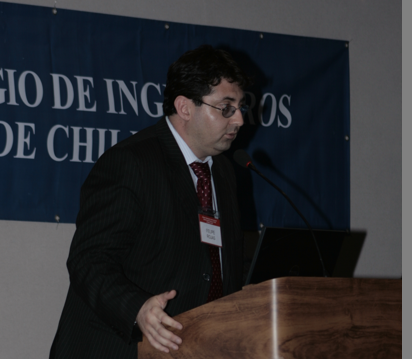 GIO DE ING OS
DE CHIL